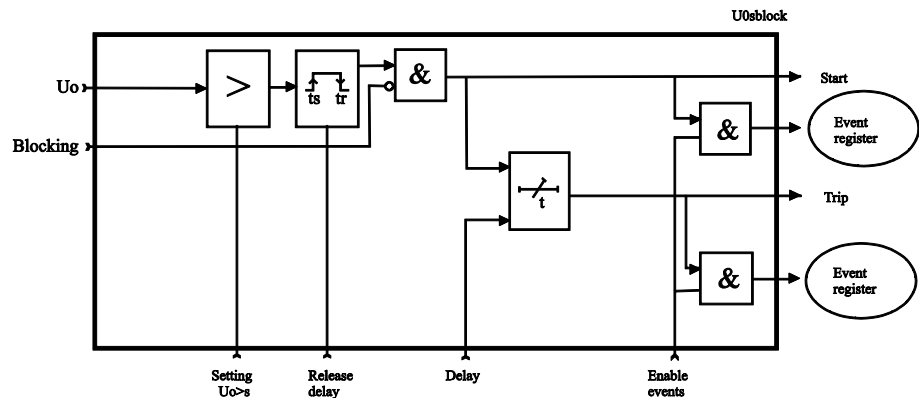 U0sblock
Uo
>
ts tr
&
Start
Blocking
&
Event
register
t
Trip
&
Event
register
Setting
Uo>s
Release
delay
Delay
Enable
events